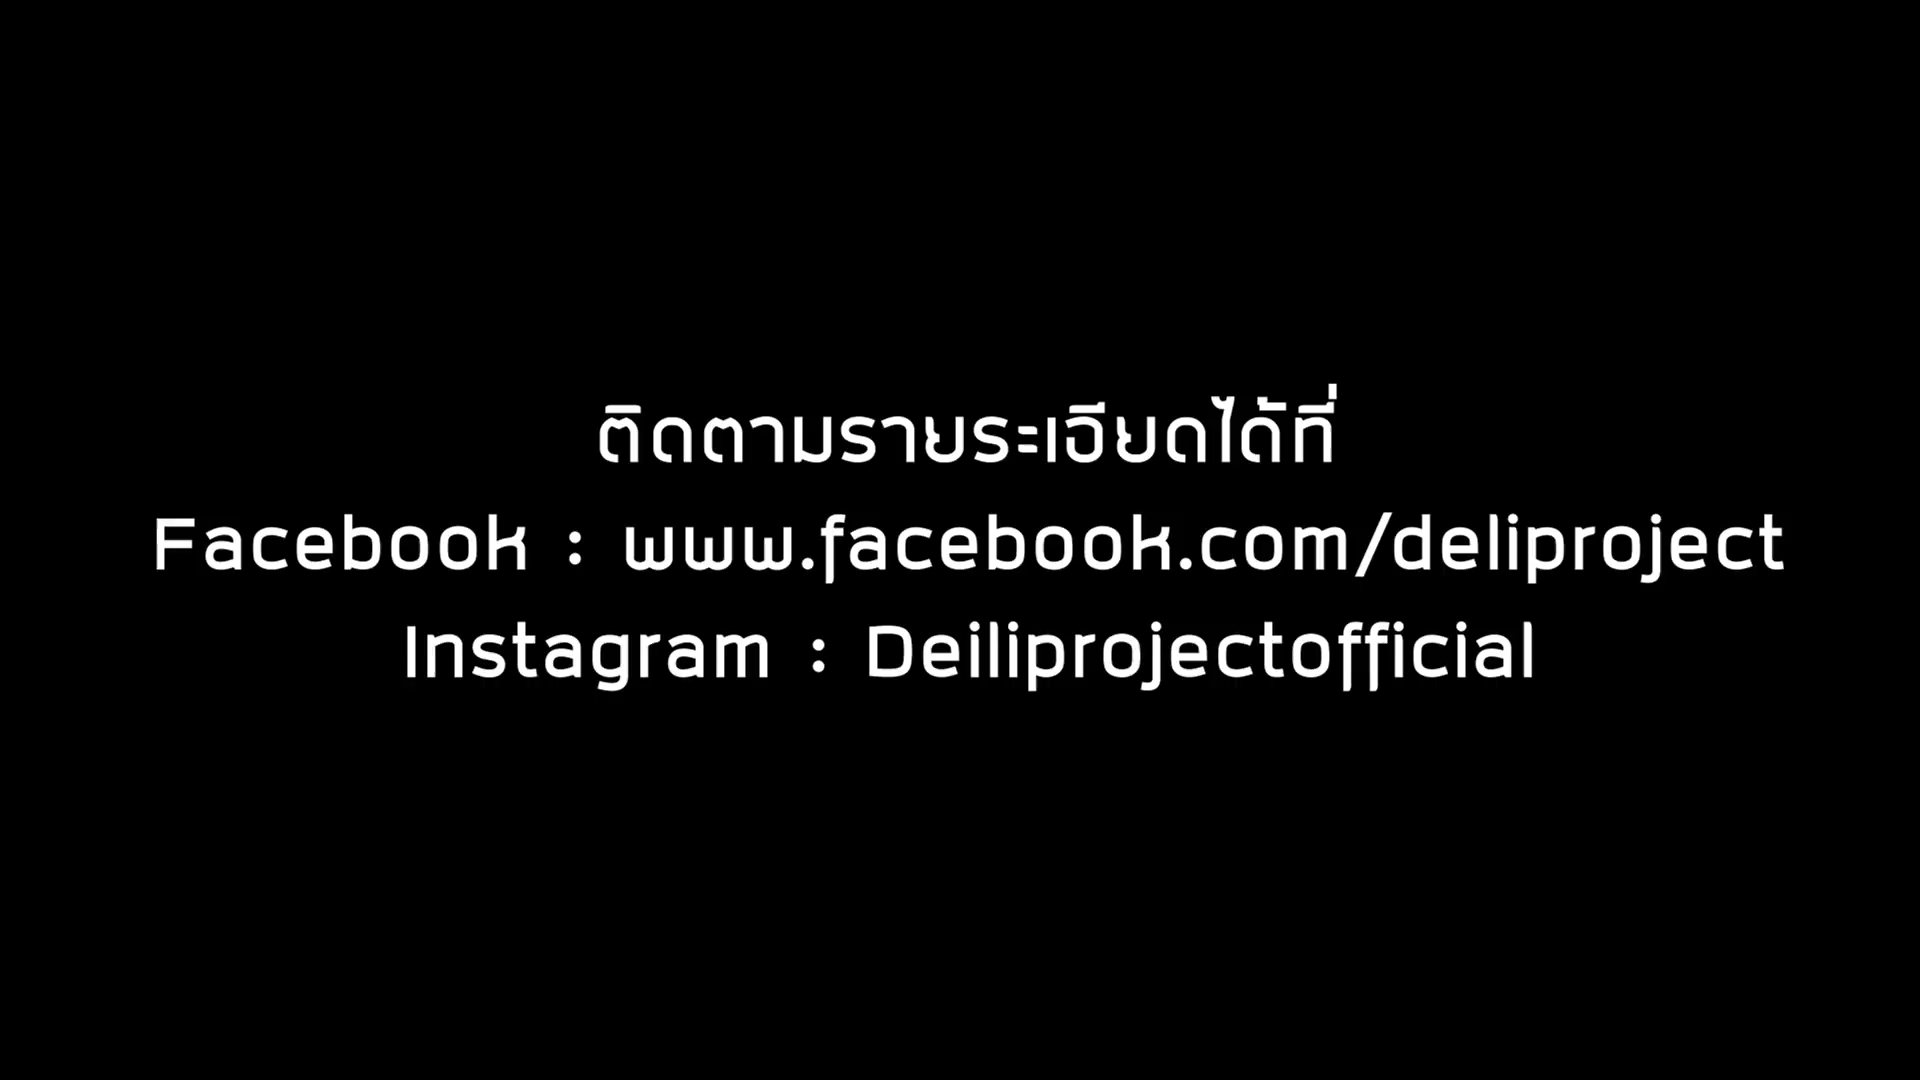 ติดตามรายระเอียดได้ที่
Facebook : www.facebook.com/deliproject
Instagram : Deiliprojectofficial